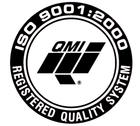 ISO 9001:2000
QMI
®
REGISTERED QUALITY SYSTEM